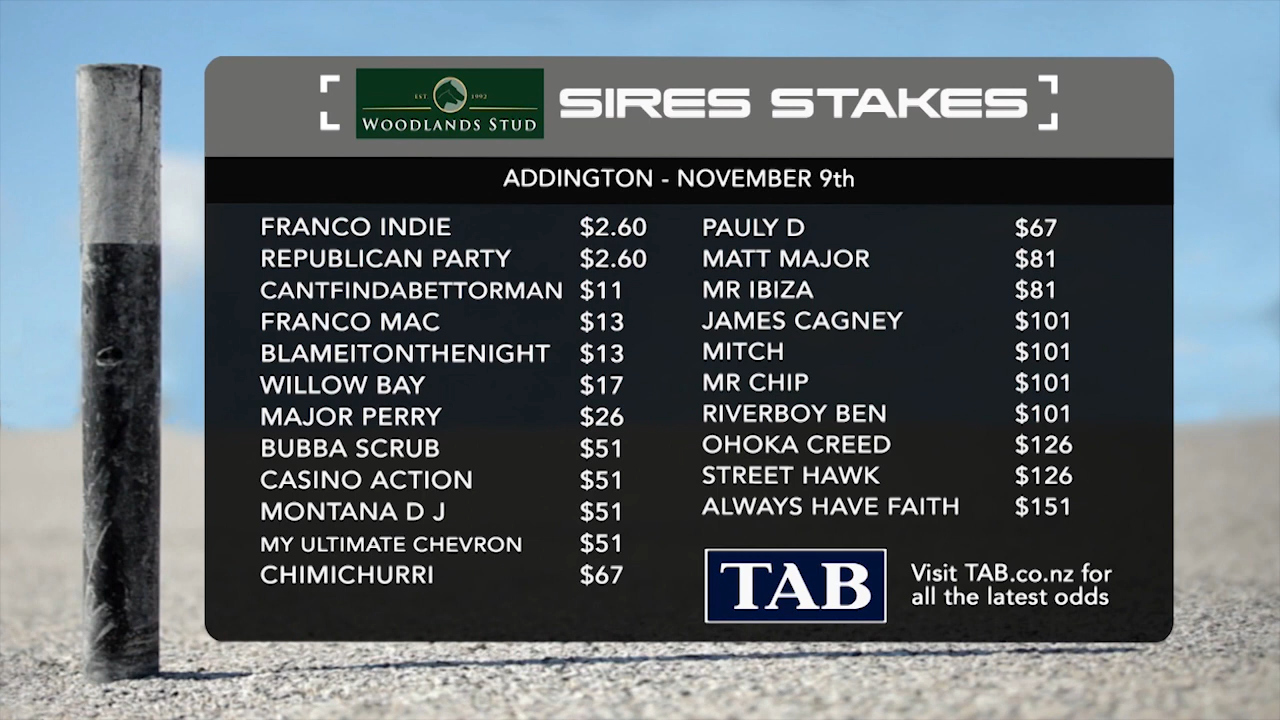 EST. 1992
WOODLANDS STUD
SIRES STAKES
ADDINGTON - NOVEMBER 9th
FRANCO INDIE $2.60
REPUBLICAN PARTY $2.60
CANTFINDABETTORMAN $11
FRANCO MAC $13
BLAMEITONTHENIGHT $13
WILLOW BAY $17
MAJOR PERRY $26
BUBBA SCRUB $51
CASINO ACTION $51
MONTANA D J $51
MY ULTIMATE CHEVRON $51
CHIMICHURRI $67
PAULY D $67
MATT MAJOR $81
MR IBIZA $81
JAMES CAGNEY $101
MITCH $101
MR CHIP $101
RIVERBOY BEN $101
OHOKA CREED $126
STREET HAWK $126
ALWAYS HAVE FAITH $151
TAB
Visit TAB.co.nz for
all the latest odds